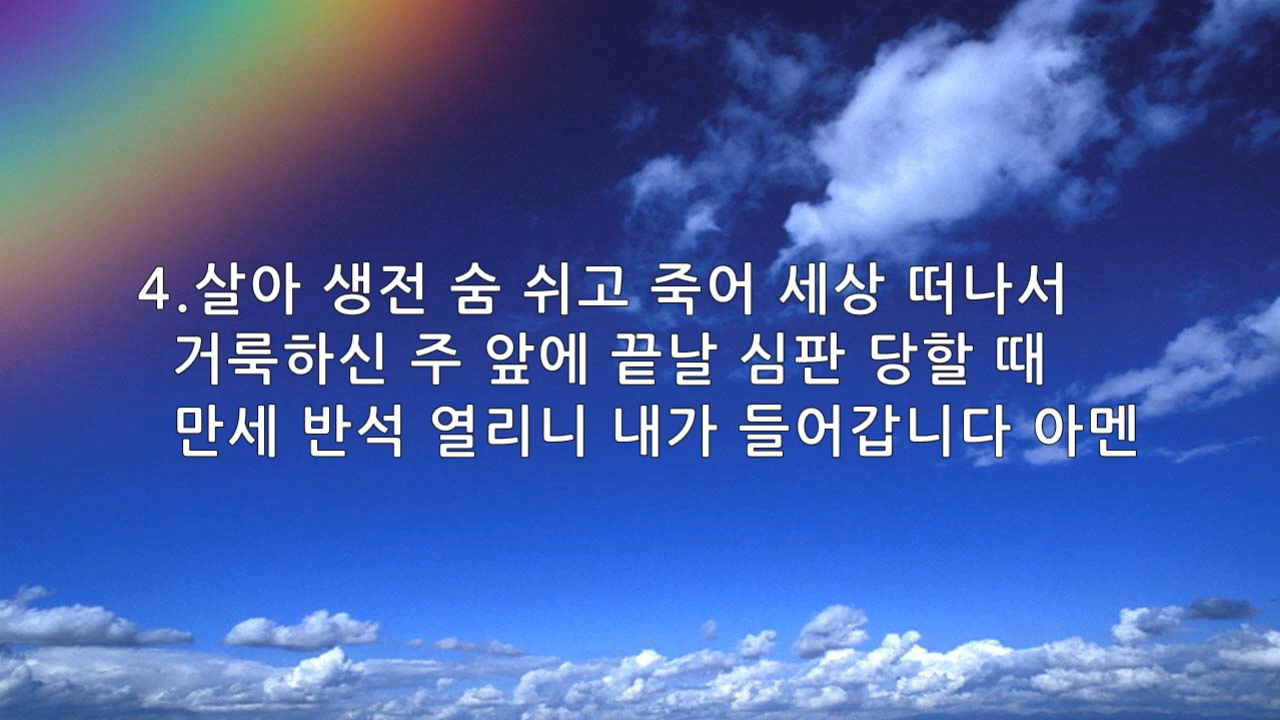 4.살아 생전 숨 쉬고 죽어 세상 떠나서
거룩하신 주 앞에 끝날 심판 당할 때
만세 반석 열리니 내가 들어갑니다 아멘